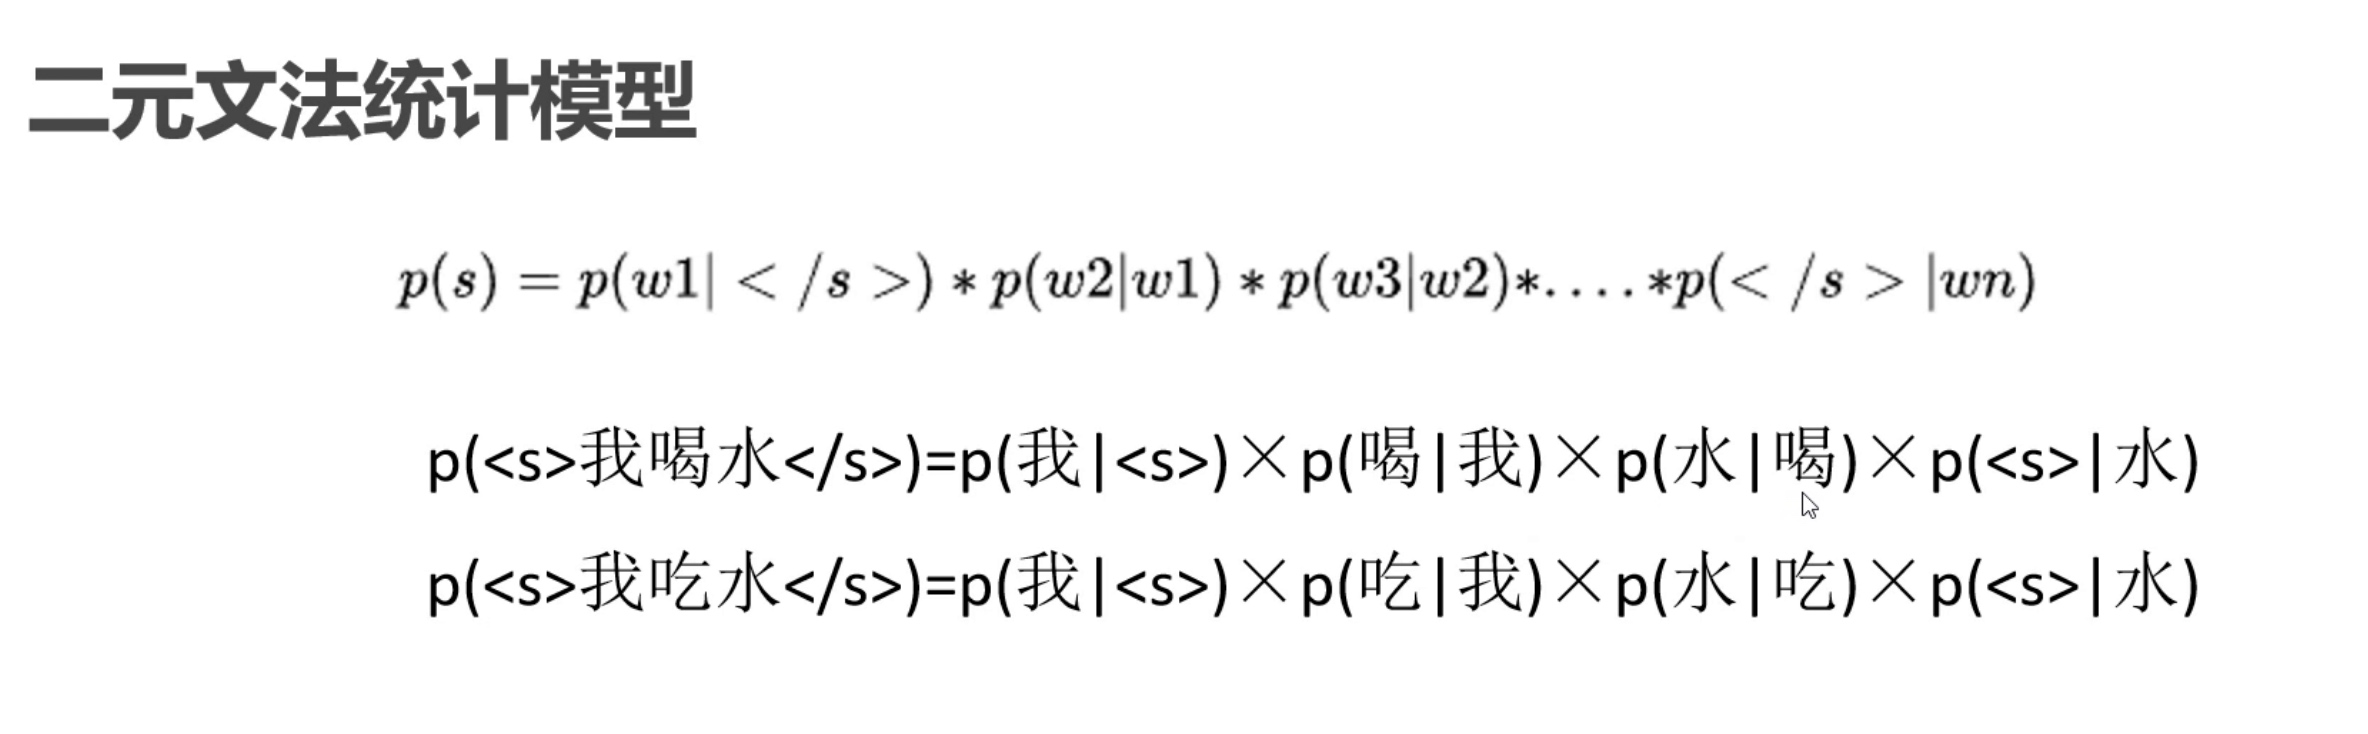 二元文法统计模型
p(s) = p(w1| < /s >) * p(w2|w1) * p(w3|w2)*. . . . *p(< /s > |wn)
p(<s>我喝水</s>)=p(我|<s>)×p(喝|我)×p(水|喝)×p(<s>|水)
p(<s>我吃水</s>)=p(我|<s>)×p(吃|我)×p(水|吃)×p(<s>|水)